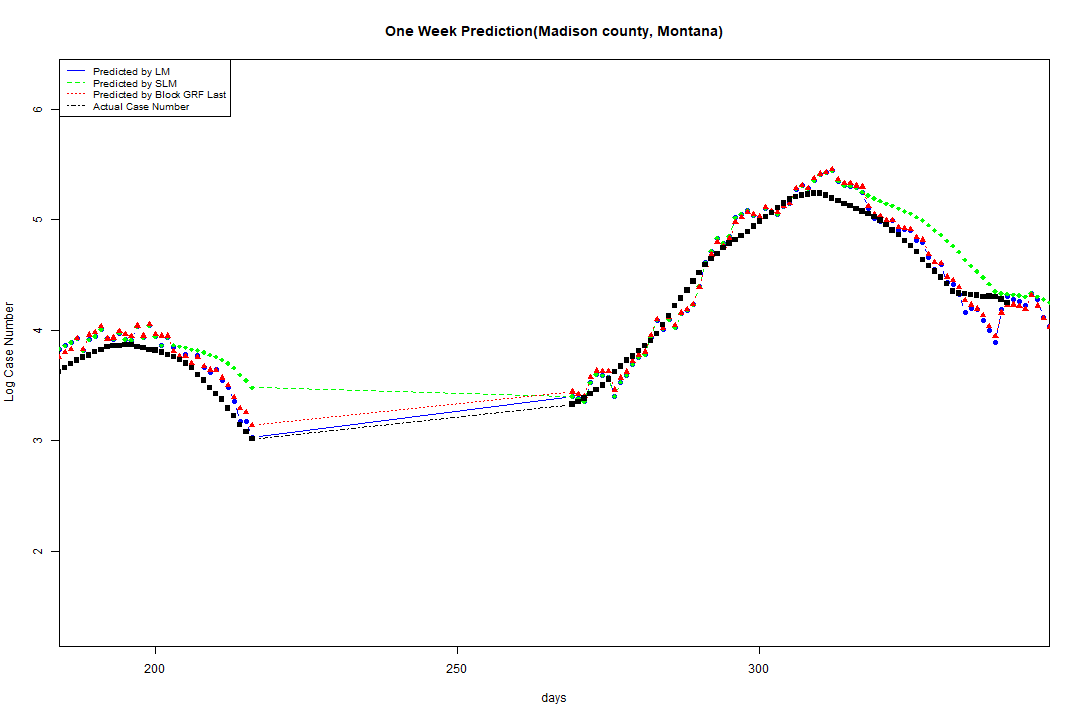 One Week Prediction(Madison county, Montana)
Predicted by LM
Predicted by SLM
Predicted by Block GRF Last
Actual Case Number
6
5
4
3
2
Log Case Number
200
250
300
days